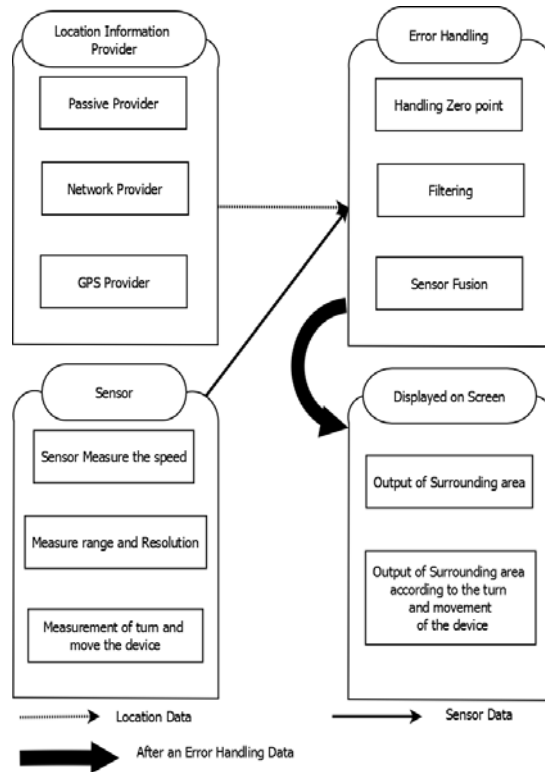 Location Information
Provider
Passive Provider
Network Provider
GPS Provider
Error Handling
Handling Zero point
Filtering
Sensor Fusion
Sensor
Sensor Measure the speed
Measure range and Resolution
Measurement of turn and
move the device
Displayed on Screen
Output of Surrounding area
Output of Surrounding area
according to the turn
and movement
of the device
Location Data
Sensor Data
After an Error Handling Data